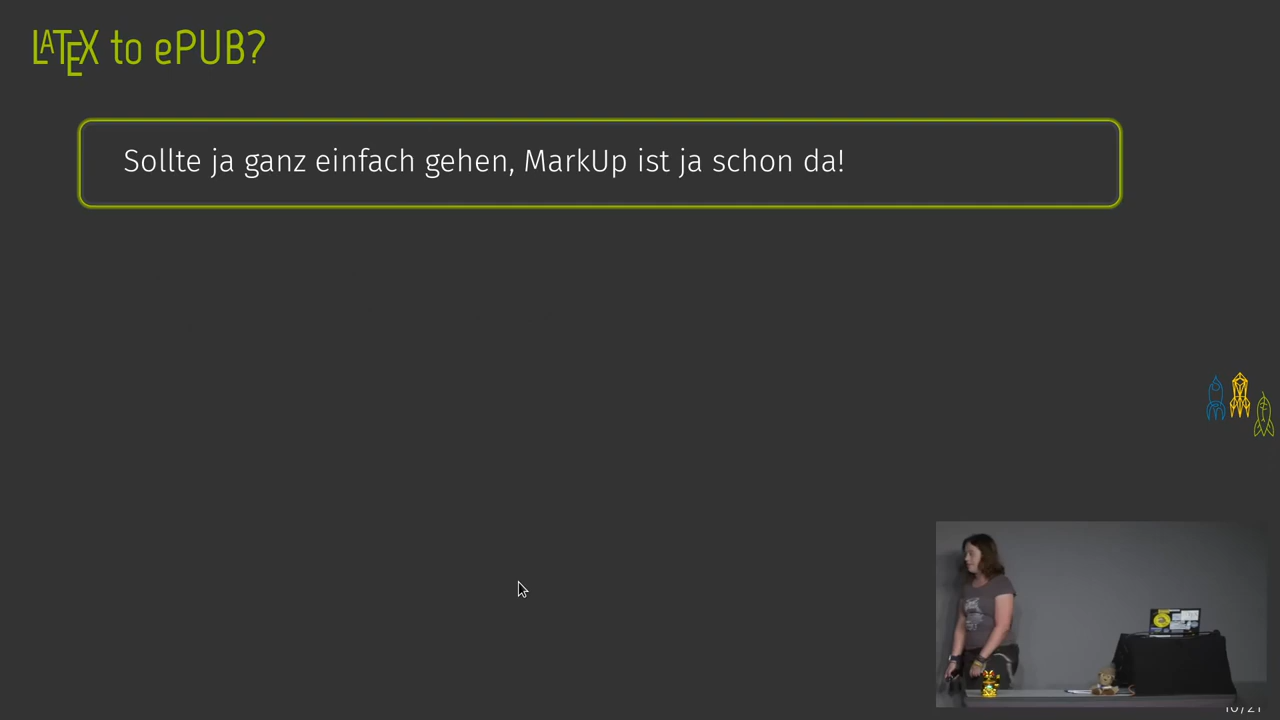 LATEX to ePUB?
Sollte ja ganz einfach gehen, MarkUp ist ja schon da!